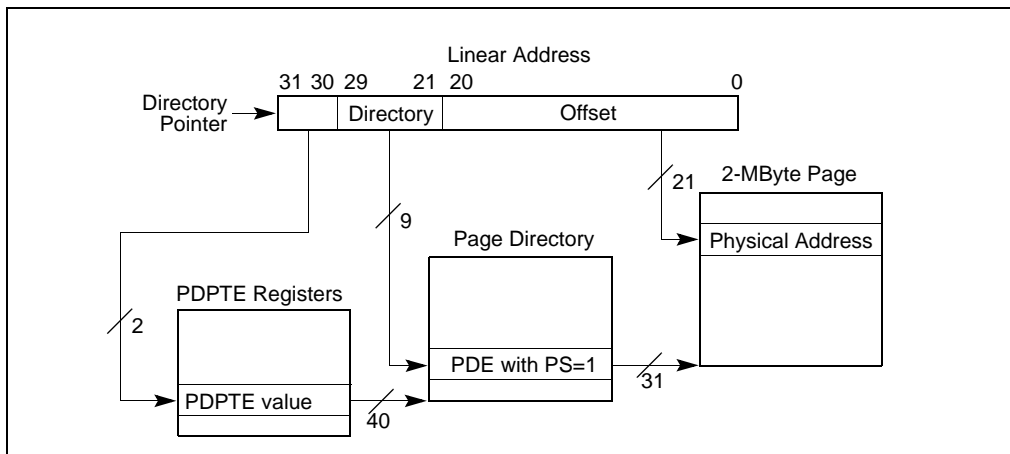 Linear Address
31 30 29 21 20 0
Directory
Pointer
Directory Offset
21
2-MByte Page
9
Physical Address
Page Directory
PDPTE Registers
2
PDE with PS=1
31
PDPTE value
40